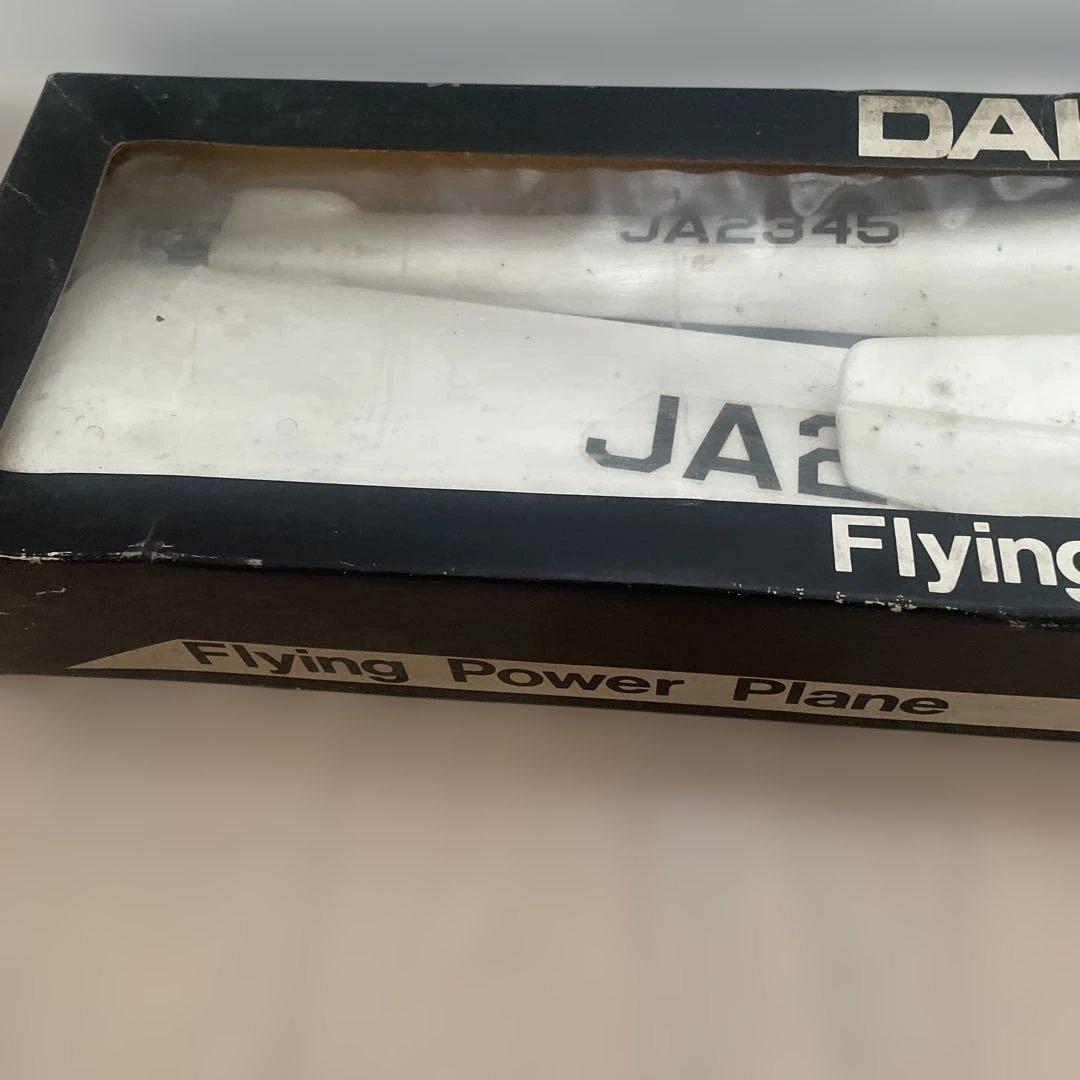 DAI
JA2345
JA2
Flying
Flying Power Plane